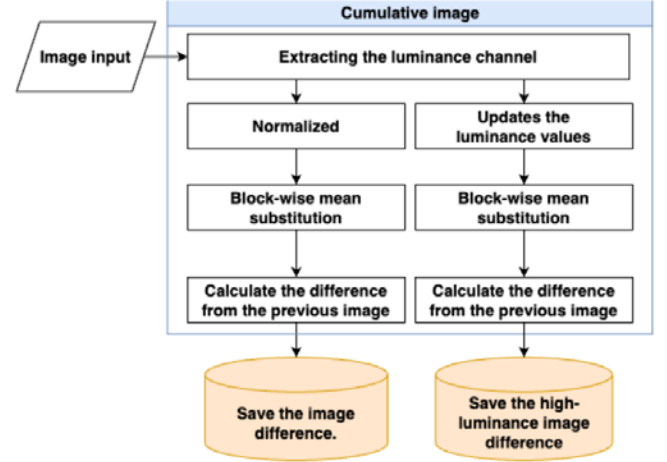 Cumulative image
Image input
Extracting the luminance channel
Normalized
Updates the
luminance values
Block-wise mean
substitution
Block-wise mean
substitution
Calculate the difference
from the previous image
Calculate the difference
from the previous image
Save the image
difference.
Save the high-
luminance image
difference